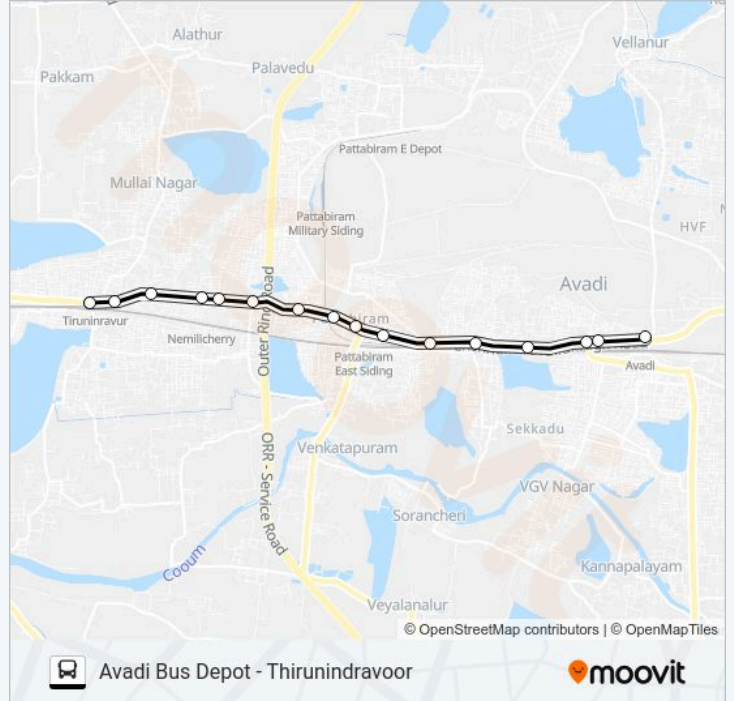 Alathur
Vellanur
Palavedu
Pakkam
Pattabiram E Depot
Mullai Nagar
Pattabiram
Military Siding
HVF
Avadi
Outer Ring Road
Tiruninravur
Nemilicherry
Pattabiram
East Siding
Avadi
Sekkadu
ORR - Service Road
Venkatapuram
VGV Nagar
Sorancheri
Cooum
Kannapalayam
Veyalanalur
© OpenStreetMap contributors | © OpenMapTiles
Avadi Bus Depot - Thirunindravoor
moovit